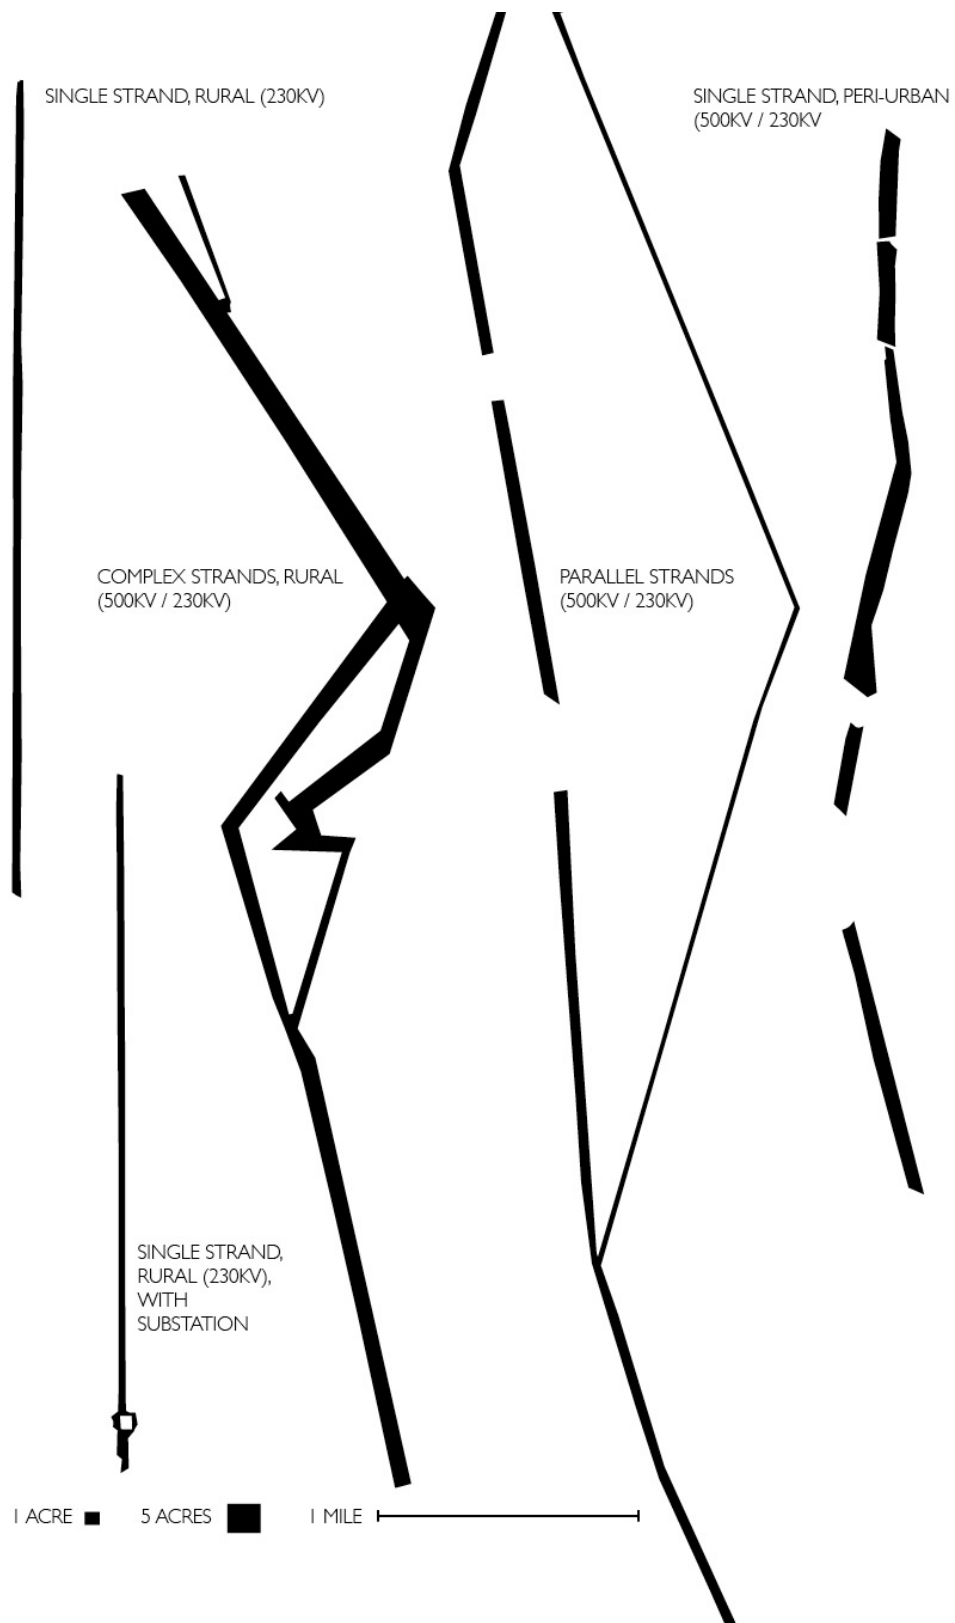 SINGLE STRAND, RURAL (230KV)
SINGLE STRAND, PERI-URBAN
(500KV / 230KV
COMPLEX STRANDS, RURAL
(500KV / 230KV)
PARALLEL STRANDS
(500KV / 230KV)
SINGLE STRAND,
RURAL (230KV),
WITH
SUBSTATION
1 ACRE
5 ACRES
1 MILE